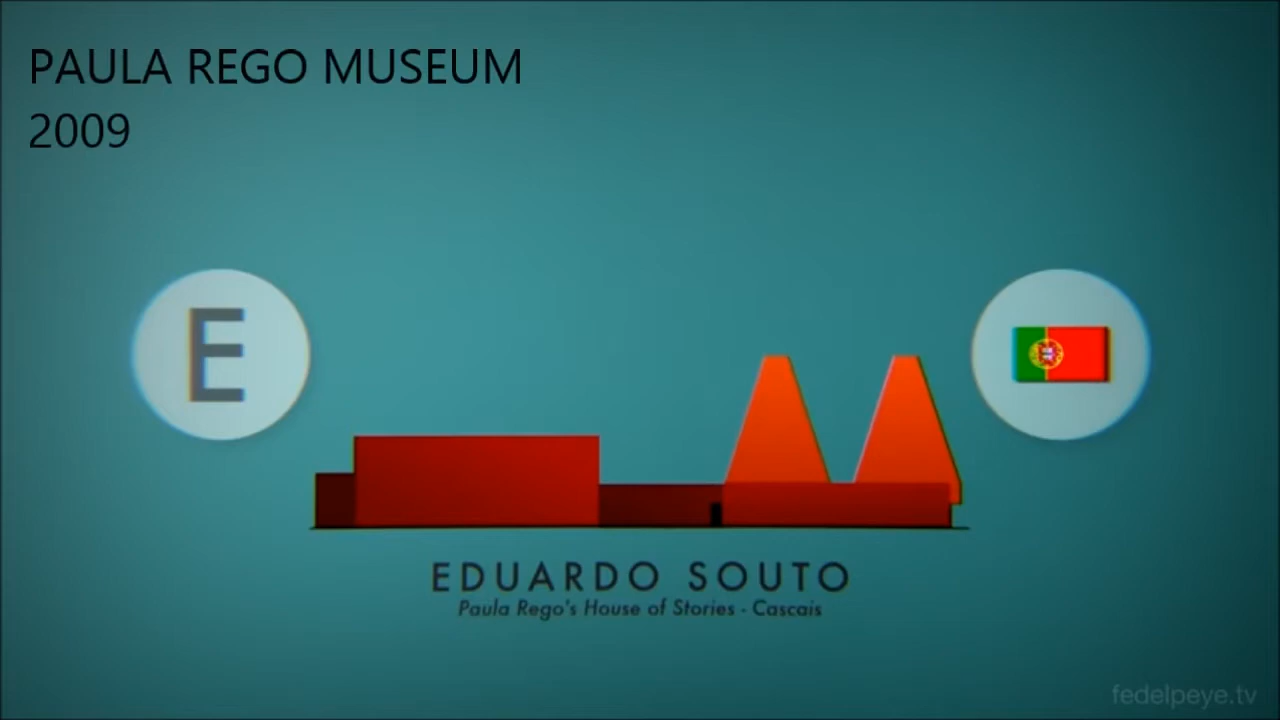 PAULA REGO MUSEUM
2009
E
EDUARDO SOUTO
Paula Rego's House of Stories - Cascais
fedelpeye.tv